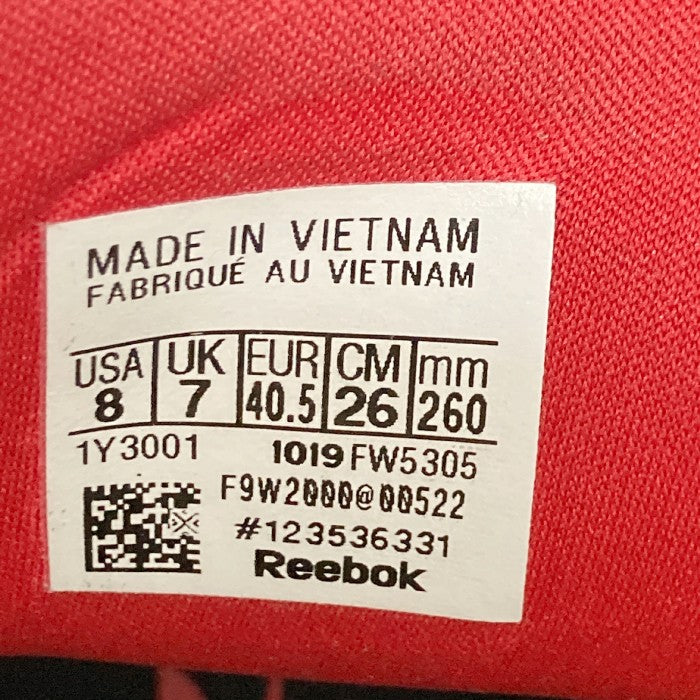 MADE IN VIETNAM
FABRIQUÉ AU VIETNAM
USA UK EUR CM mm
8 7 40.5 26 260
1Y3001 1019 FW5305
F9W2000@00522
#123536331
Reebok